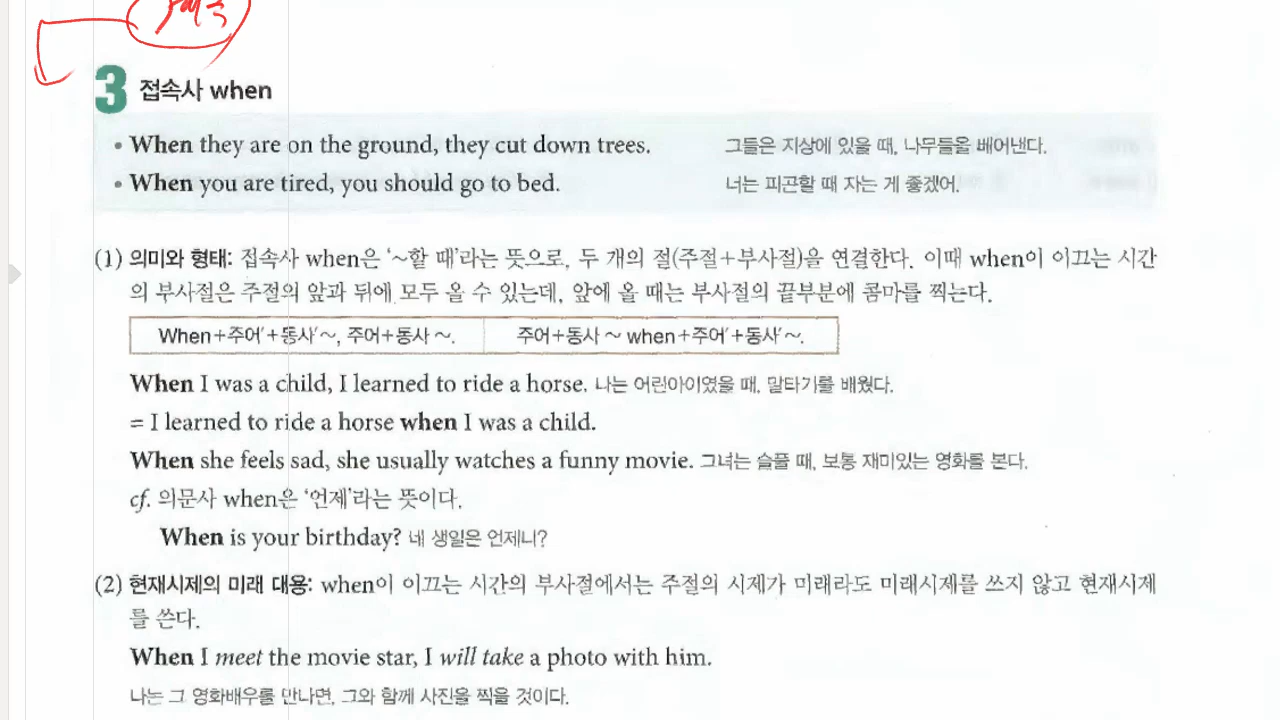 3 접속사 when
• When they are on the ground, they cut down trees. 그들은 지상에 있을 때, 나무들을 베어낸다.
• When you are tired, you should go to bed. 너는 피곤할 때 자는 게 좋겠어.
(1) 의미와 형태: 접속사 when은 ‘~할 때’라는 뜻으로, 두 개의 절(주절+부사절)을 연결한다. 이때 when이 이끄는 시간
의 부사절은 주절의 앞과 뒤에 모두 올 수 있는데, 앞에 올 때는 부사절의 끝부분에 콤마를 찍는다.
When+주어′+동사′~, 주어+동사 ~. 주어+동사 ~ when+주어′+동사′~.
When I was a child, I learned to ride a horse. 나는 어린아이였을 때, 말타기를 배웠다.
= I learned to ride a horse when I was a child.
When she feels sad, she usually watches a funny movie. 그녀는 슬플 때, 보통 재미있는 영화를 본다.
cf. 의문사 when은 ‘언제’라는 뜻이다.
When is your birthday? 네 생일은 언제니?
(2) 현재시제의 미래 대용: when이 이끄는 시간의 부사절에서는 주절의 시제가 미래라도 미래시제를 쓰지 않고 현재시제
를 쓴다.
When I meet the movie star, I will take a photo with him.
나는 그 영화배우를 만나면, 그와 함께 사진을 찍을 것이다.